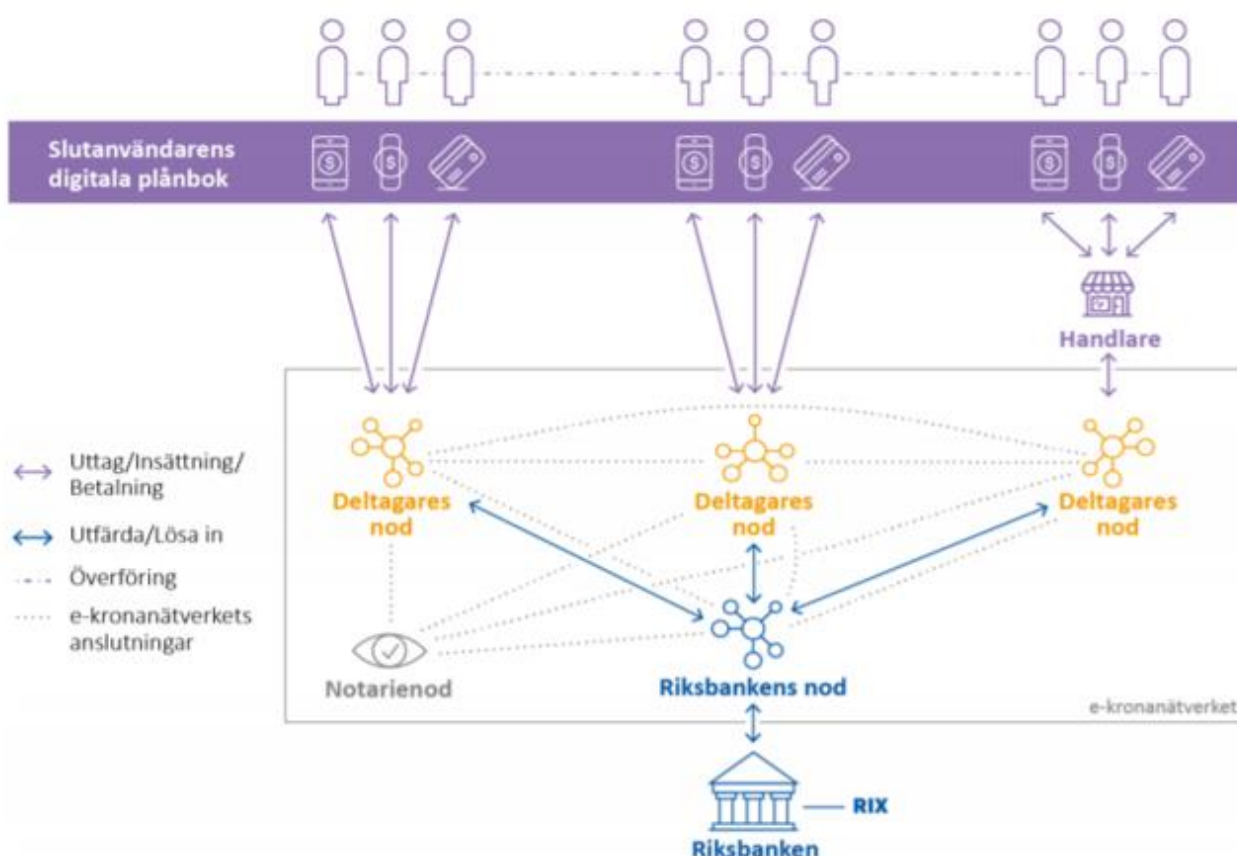 Slutanvändarens
digitala plånbok
Handlare
Uttag/Insättning/
Betalning
Utfärda/Lösa in
Överföring
e-kronanätverkets
anslutningar
Deltagares
nod
Deltagares
nod
Deltagares
nod
Notarienod
Riksbankens nod
e-kronanätverket
RIX
Riksbanken